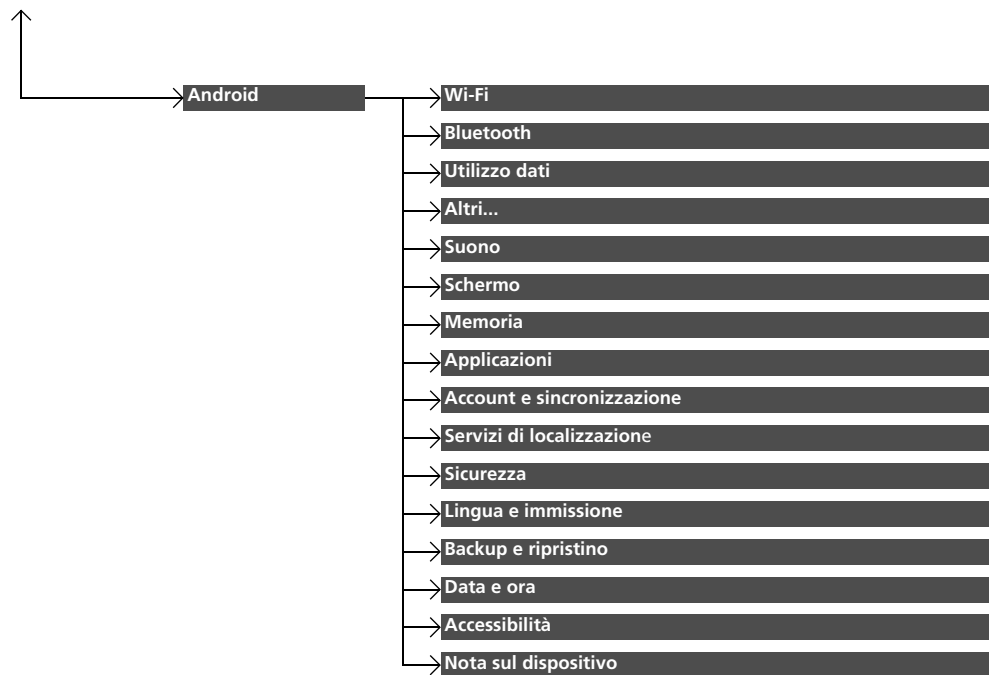 Android
Wi-Fi
Bluetooth
Utilizzo dati
Altri...
Suono
Schermo
Memoria
Applicazioni
Account e sincronizzazione
Servizi di localizzazione
Sicurezza
Lingua e immissione
Backup e ripristino
Data e ora
Accessibilità
Nota sul dispositivo